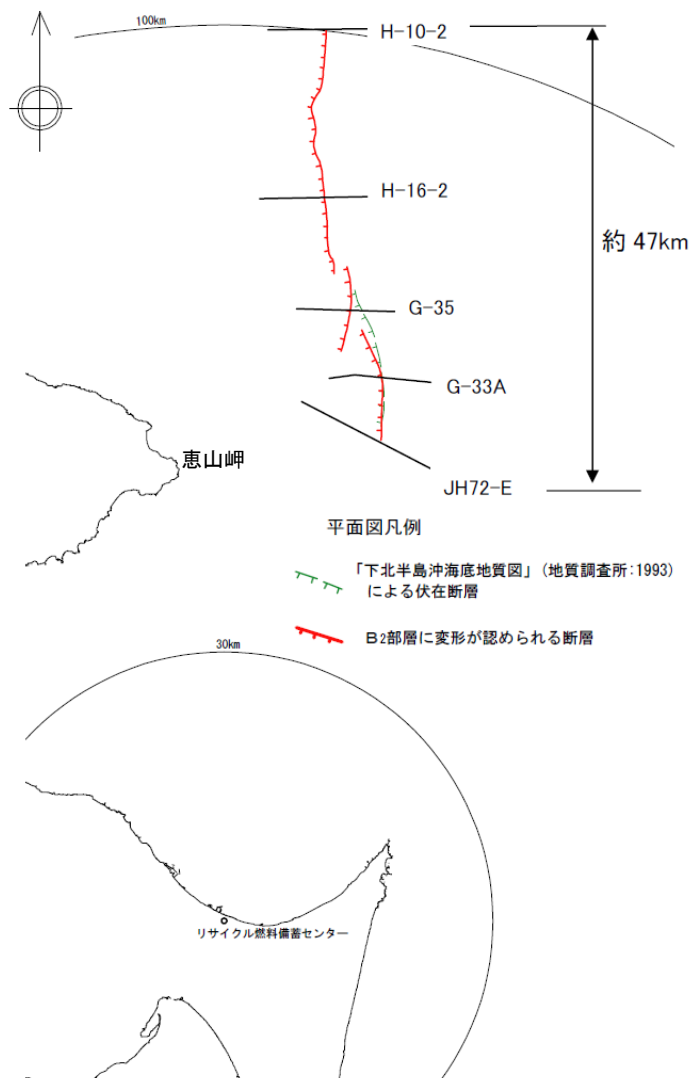 100km
H-10-2
H-16-2
約 47km
G-35
G-33A
恵山岬
JH72-E
平面図凡例
「下北半島沖海底地質図」(地質調査所:1993)
による伏在断層
B2部層に変形が認められる断層
30km
リサイクル燃料備蓄センター